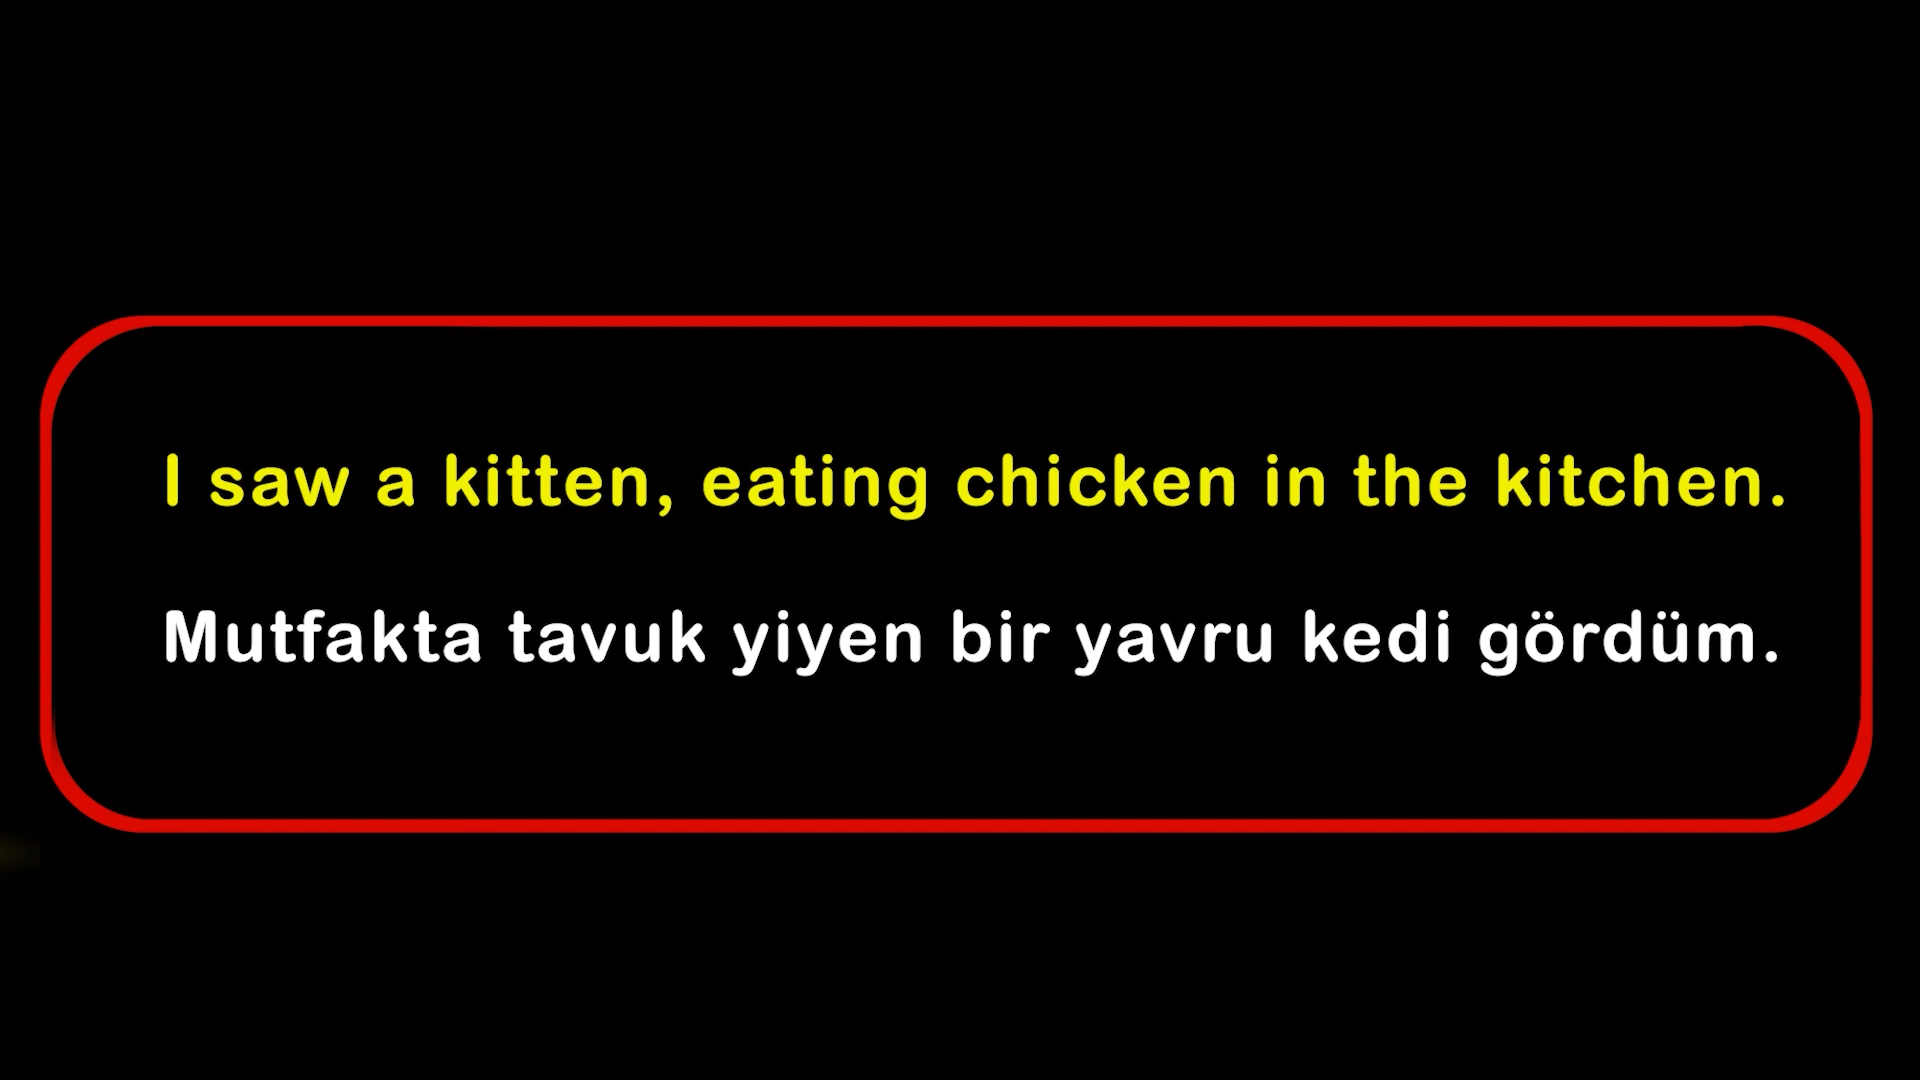 I saw a kitten, eating chicken in the kitchen.
Mutfakta tavuk yiyen bir yavru kedi gördüm.